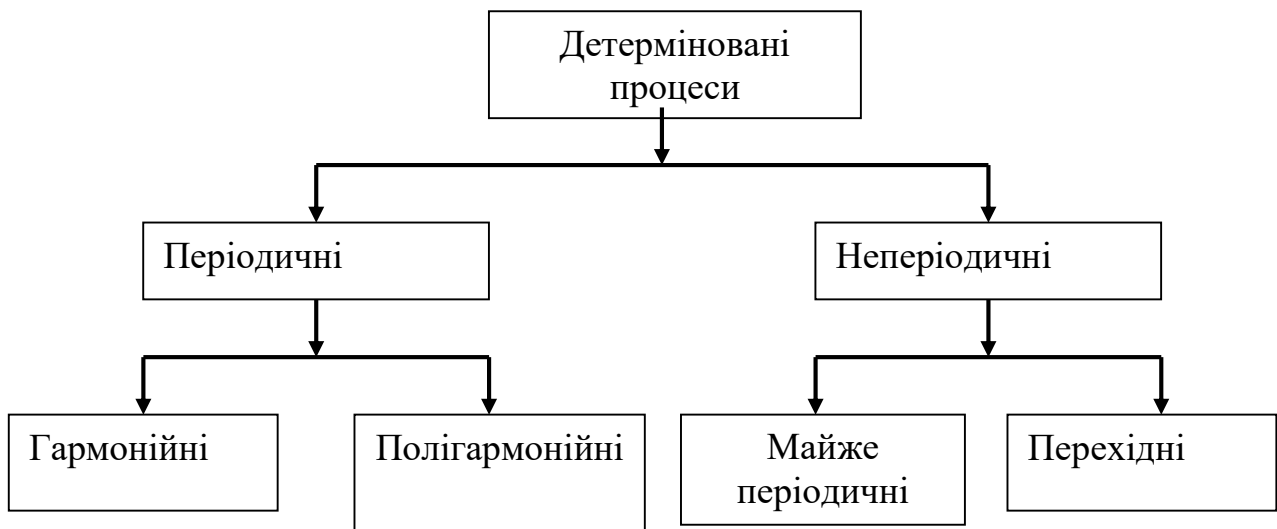 Детерміновані
процеси
Періодичні
Неперіодичні
Гармонійні
Полігармонійні
Майже
періодичні
Перехідні